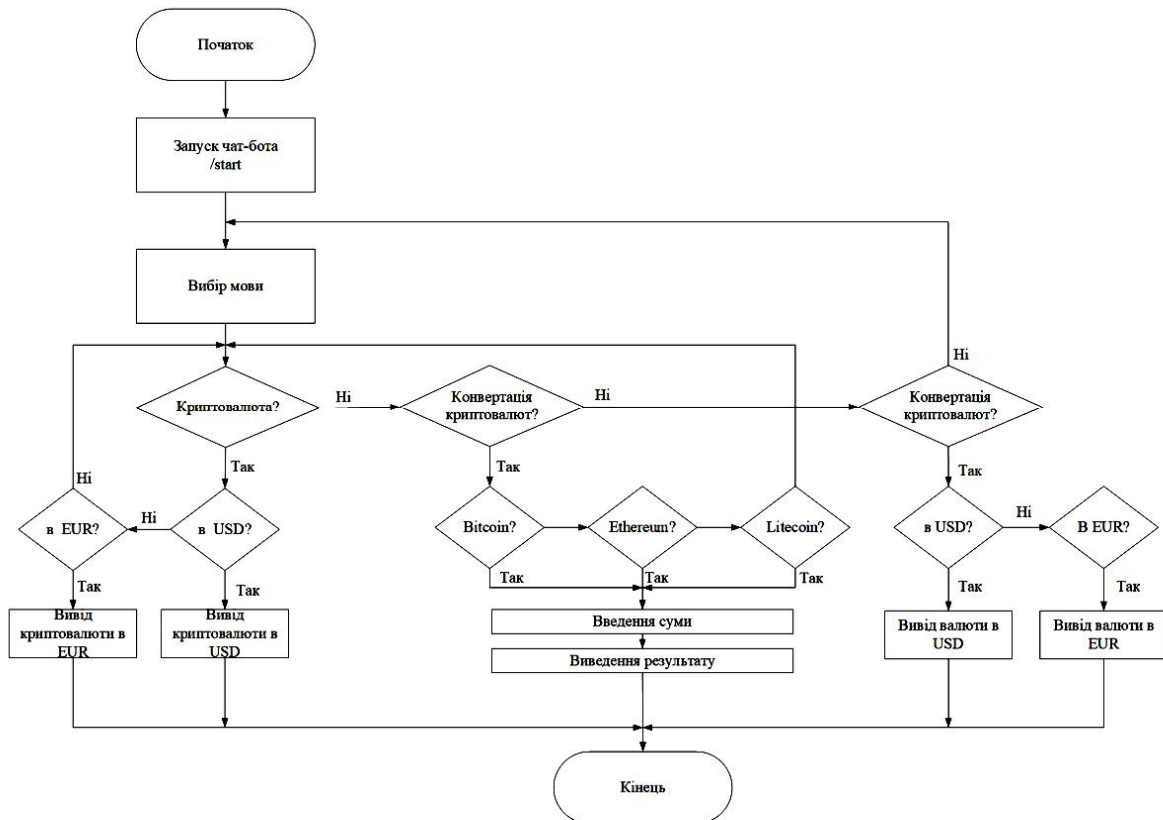 Початок
Запуск чат-бота
/start
Вибір мови
Ні
Криптовалюта?
Ні
Конвертація
криптовалют?
Ні
Конвертація
криптовалют?
Ні
Так
Так
Так
в EUR?
Ні
в USD?
Bitcoin?
Ethereum?
Litecoin?
в USD?
Ні
В EUR?
Так
Так
Так
Так
Так
Так
Так
Вивід
криптовалюти в
EUR
Вивід
криптовалюти в
USD
Введення суми
Виведення результату
Вивід валюти в
USD
Вивід валюти в
EUR
Кінець